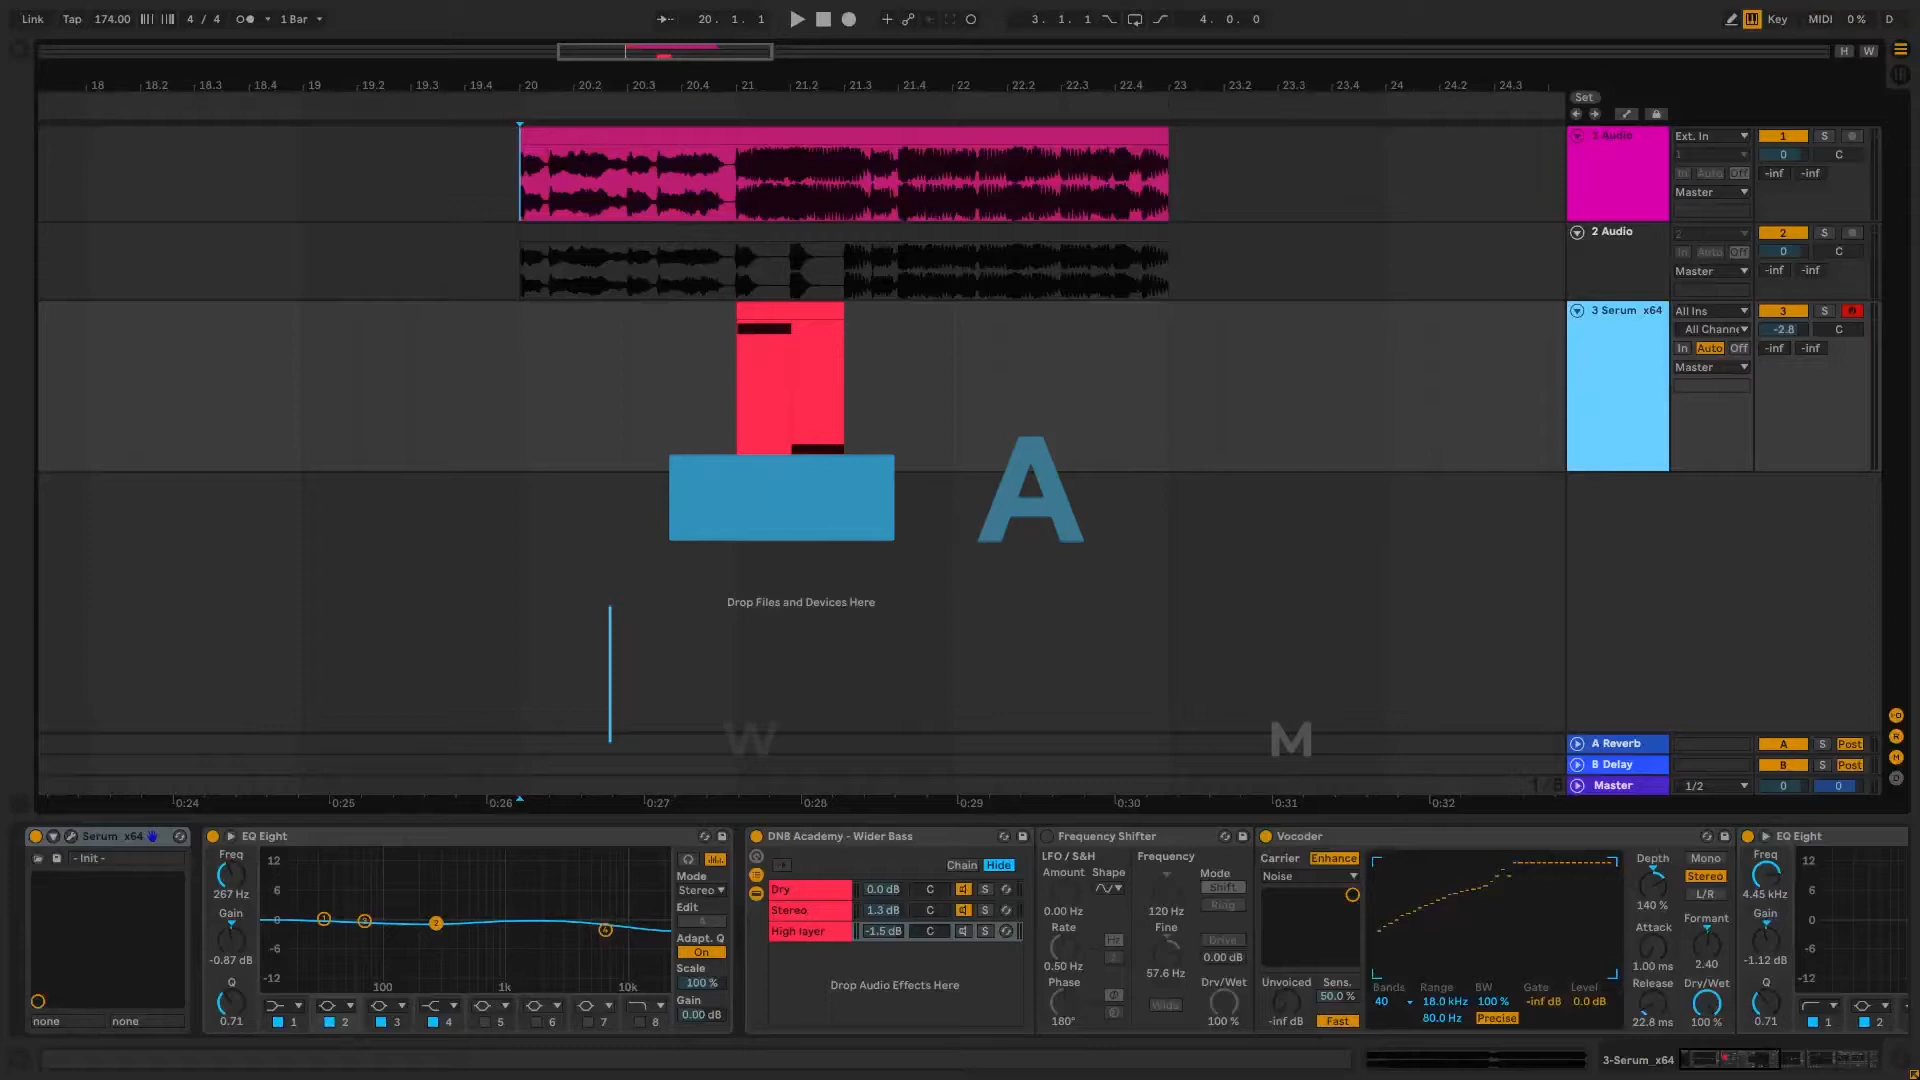 Link Tap 174.00 4 / 4 1 Bar 20. 1. 1 3. 1. 1 4. 0. 0 Key MIDI 0% D
H W
18 18.2 18.3 18.4 19 19.2 19.3 19.4 20 20.2 20.3 20.4 21 21.2 21.3 21.4 22 22.2 22.3 22.4 23 23.2 23.3 23.4 24 24.2 24.3
Set
1 Audio Ext. In 1 S
1 0 C
In Auto Off -inf -inf
Master
2 Audio 2 2 S
0 C
In Auto Off
Master -inf -inf
3 Serum_x64 All Ins 3 S
All Channe -2.8 C
In Auto Off -inf -inf
Master
A
Drop Files and Devices Here
W M
A Reverb A S Post
B Delay B S Post
Master 1/2 0 0
0:24 0:25 0:26 0:27 0:28 0:29 0:30 0:31 0:32
Serum_x64
- Init -
none none
EQ Eight
Freq
267 Hz
Gain
-0.87 dB
Q
0.71
12
6
0
-6
-12
100 1k 10k
1 2 3 4 5 6 7 8
Mode
Stereo
Edit
A
Adapt. Q
On
Scale
100 %
Gain
0.00 dB
DNB Academy - Wider Bass
Chain Hide
Dry 0.0 dB C S
Stereo 1.3 dB C S
High layer -1.5 dB C S
Drop Audio Effects Here
Frequency Shifter
LFO / S&H Frequency
Amount Shape
0.00 Hz
Rate
0.50 Hz
Phase
180°
Hz
120 Hz
Fine
57.6 Hz
Wide
Mode
Shift
Ring
Drive
0.00 dB
Dry/Wet
100 %
Vocoder
Carrier Enhance
Noise
Unvoiced Sens.
50.0 %
-inf dB Fast
Bands Range BW Gate Level
40 18.0 kHz 100 % -inf dB 0.0 dB
80.0 Hz Precise
Depth
140 %
Attack
1.00 ms
Release
22.8 ms
Mono
Stereo
L/R
Formant
2.40
Dry/Wet
100 %
EQ Eight
Freq
4.45 kHz
Gain
-1.12 dB
Q
0.71
12
6
0
-6
-12
1 2
3-Serum_x64